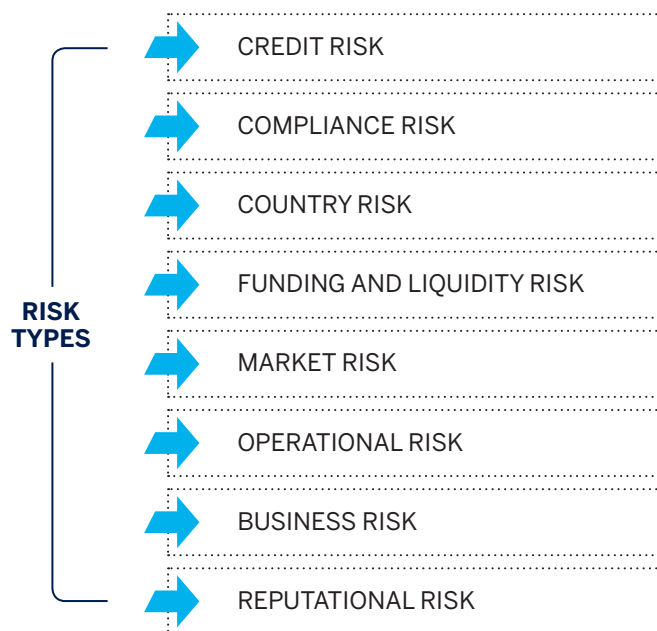 CREDIT RISK
COMPLIANCE RISK
COUNTRY RISK
FUNDING AND LIQUIDITY RISK
RISK
TYPES
MARKET RISK
OPERATIONAL RISK
BUSINESS RISK
REPUTATIONAL RISK